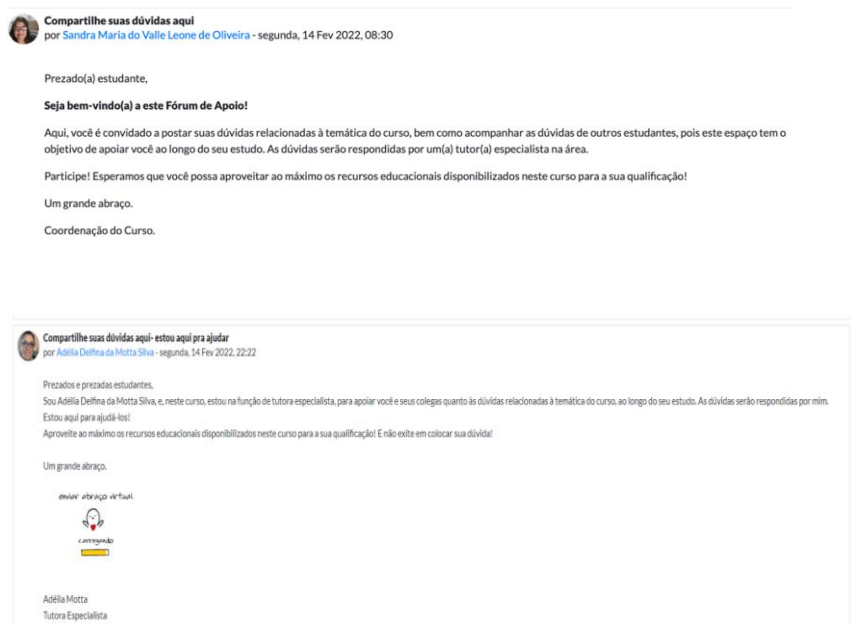 Compartilhe suas dúvidas aqui
por Sandra Maria do Valle Leone de Oliveira - segunda, 14 Fev 2022, 08:30
Prezado(a) estudante,
Seja bem-vindo(a) a este Fórum de Apoio!
Aqui, você é convidado a postar suas dúvidas relacionadas à temática do curso, bem como acompanhar as dúvidas de outros estudantes, pois este espaço tem o
objetivo de apoiar você ao longo do seu estudo. As dúvidas serão respondidas por um(a) tutor(a) especialista na área.
Participe! Esperamos que você possa aproveitar ao máximo os recursos educacionais disponibilizados neste curso para a sua qualificação!
Um grande abraço.
Coordenação do Curso.
Compartilhe suas dúvidas aqui- estou aqui pra ajudar
por Adélia Delfina da Motta Silva - segunda, 14 Fev 2022, 22:22
Prezados e prezadas estudantes,
Sou Adélia Delfina da Motta Silva, e, neste curso, estou na função de tutora especialista, para apoiar você e seus colegas quanto às dúvidas relacionadas à temática do curso, ao longo do seu estudo. As dúvidas serão respondidas por mim.
Estou aqui para ajudá-los!
Aproveite ao máximo os recursos educacionais disponibilizados neste curso para a sua qualificação! E não exite em colocar sua dúvida!
Um grande abraço.
enviar abraço virtual
carregando
Adélia Motta
Tutora Especialista